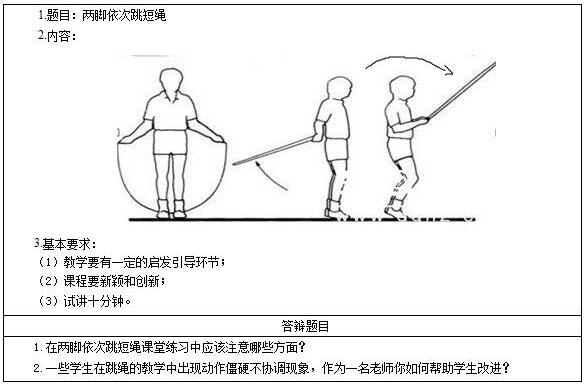 1.题目：两脚依次跳短绳
2.内容：
3.基本要求：
（1）教学要有一定的启发引导环节；
（2）课程要新颖和创新；
（3）试讲十分钟。
答辩题目
1. 在两脚依次跳短绳课堂练习中应该注意哪些方面？
2. 一些学生在跳绳的教学中出现动作僵硬不协调现象，作为一名老师你如何帮助学生改进？